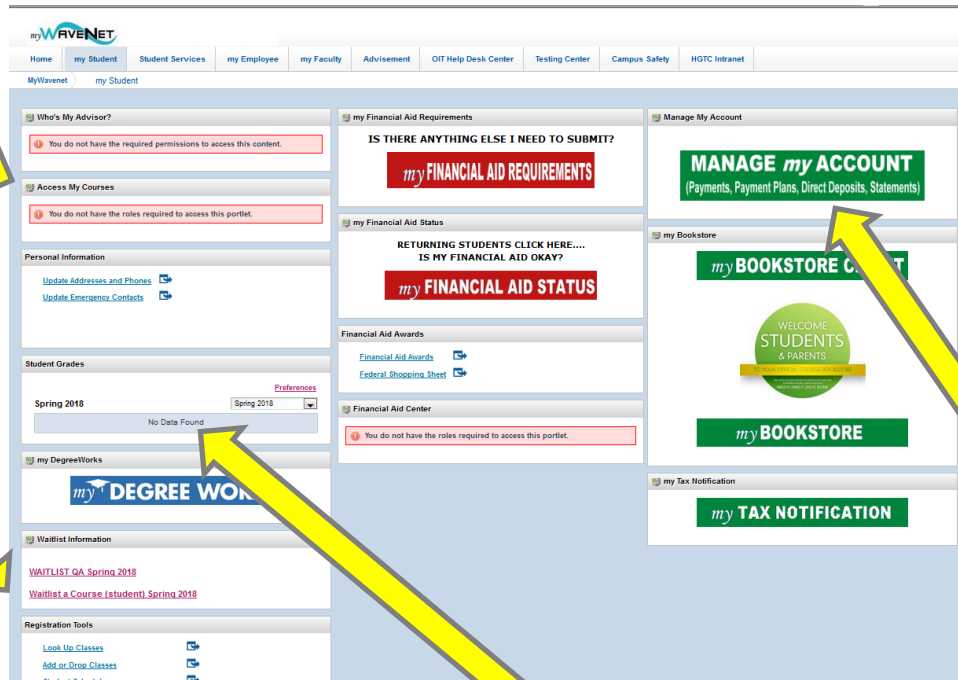 myWAVENET
Home my Student Student Services my Employee my Faculty Advisement OIT Help Desk Center Testing Center Campus Safety HGTC Intranet
MyWavenet my Student
Who's My Advisor?
You do not have the required permissions to access this content.
Access My Courses
You do not have the roles required to access this portlet.
Personal Information
Update Addresses and Phones
Update Emergency Contacts
Student Grades
Preferences
Spring 2018 Spring 2018
No Data Found
my DegreeWorks
my DEGREE
Waitlist Information
WAITLIST QA Spring 2018
Waitlist a Course (student) Spring 2018
Registration Tools
Look Up Classes
Add or Drop Classes
my Financial Aid Requirements
IS THERE ANYTHING ELSE I NEED TO SUBMIT?
my FINANCIAL AID REQUIREMENTS
my Financial Aid Status
RETURNING STUDENTS CLICK HERE....
IS MY FINANCIAL AID OKAY?
my FINANCIAL AID STATUS
Financial Aid Awards
Financial Aid Awards
Federal Shopping Sheet
Financial Aid Center
You do not have the roles required to access this portlet.
Manage My Account
MANAGE my ACCOUNT
(Payments, Payment Plans, Direct Deposits, Statements)
my Bookstore
my BOOKSTORE
WELCOME
STUDENTS
& PARENTS
TO YOUR OFFICIAL COLLEGE BOOKSTORE
my BOOKSTORE
my Tax Notification
my TAX NOTIFICATION